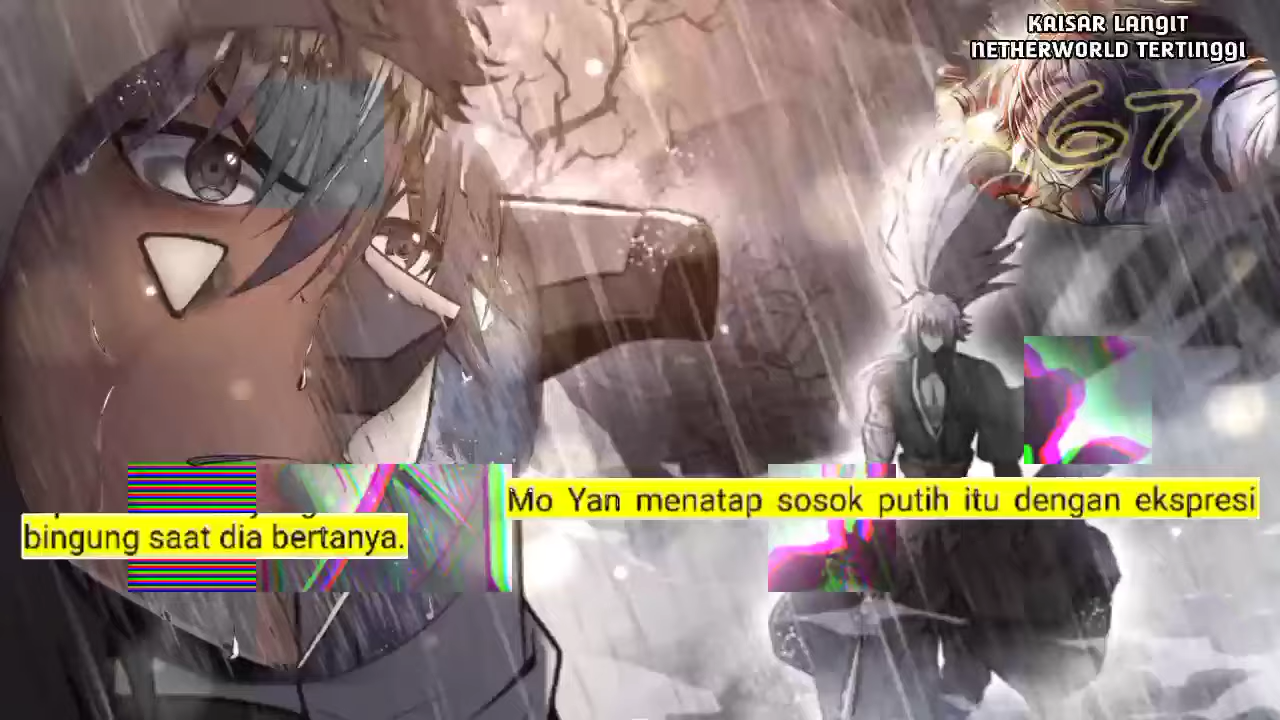 KAISAR LANGIT
NETHERWORLD TERTINGGI
67
Mo Yan menatap sosok putih itu dengan ekspresi
bingung saat dia bertanya.